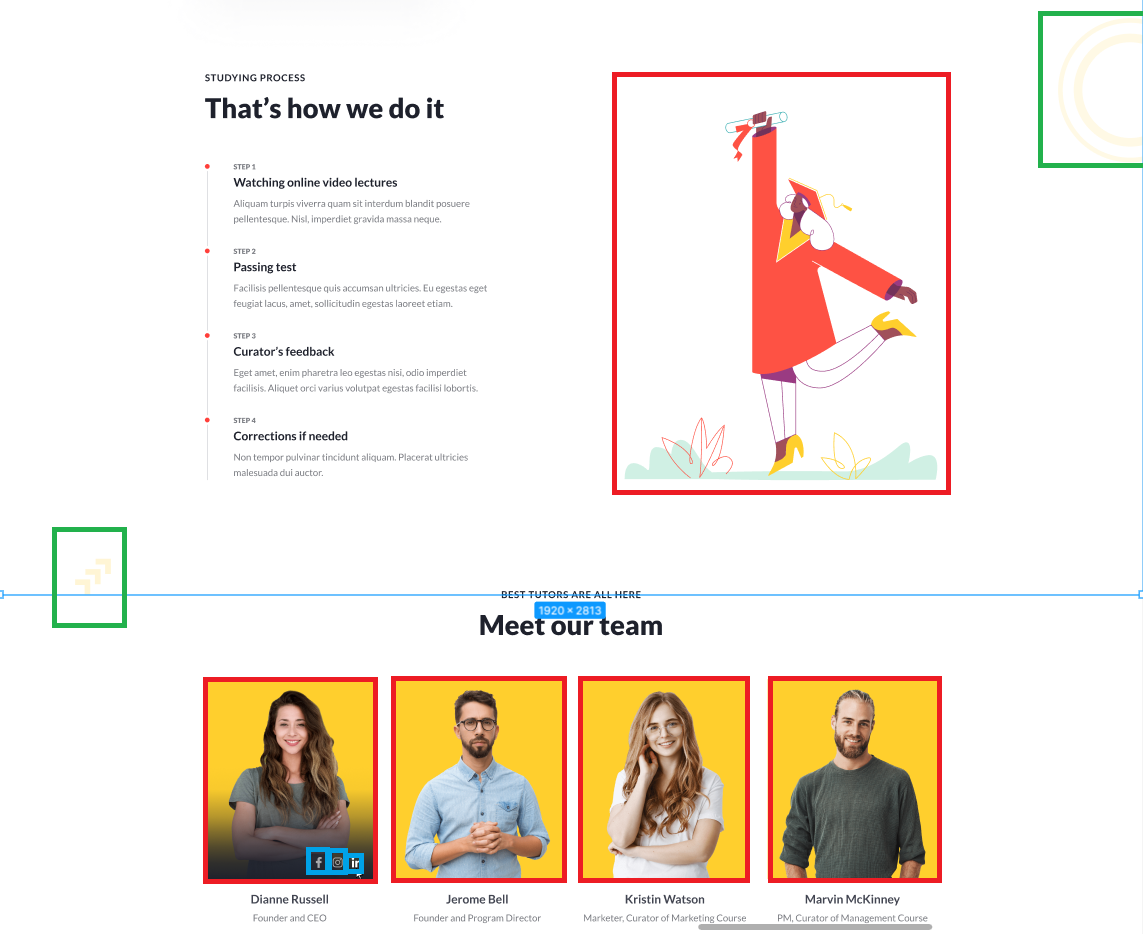 STUDYING PROCESS
That’s how we do it
STEP 1
Watching online video lectures
Aliquam turpis viverra quam sit interdum blandit posuere
pellentesque. Nisl, imperdiet gravida massa neque.
STEP 2
Passing test
Facilisis pellentesque quis accumsan ultricies. Eu egestas eget
feugiat lacus, amet, sollicitudin egestas laoreet etiam.
STEP 3
Curator’s feedback
Eget amet, enim pharetra leo egestas nisi, odio imperdiet
facilisis. Aliquet orci varius volutpat egestas facilisi lobortis.
STEP 4
Corrections if needed
Non tempor pulvinar tincidunt aliquam. Placerat ultricies
malesuada dui auctor.
BEST TUTORS ARE ALL HERE
1920 × 2813
Meet our team
Dianne Russell
Founder and CEO
Jerome Bell
Founder and Program Director
Kristin Watson
Marketer, Curator of Marketing Course
Marvin McKinney
PM, Curator of Management Course